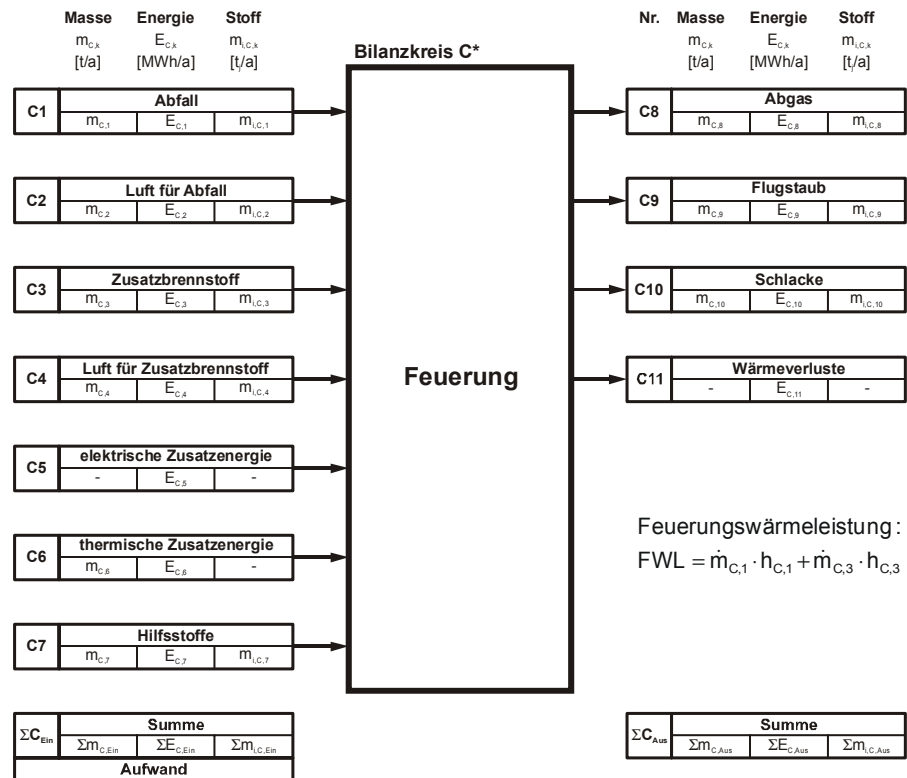 Masse Energie Stoff
m_C,k E_C,k m_i,C,k
[t/a] [MWh/a] [t_i/a]
Nr. Masse Energie Stoff
m_C,k E_C,k m_i,C,k
[t/a] [MWh/a] [t_i/a]
Bilanzkreis C*
C1 Abfall
m_C,1 E_C,1 m_i,C,1
C2 Luft für Abfall
m_C,2 E_C,2 m_i,C,2
C3 Zusatzbrennstoff
m_C,3 E_C,3 m_i,C,3
C4 Luft für Zusatzbrennstoff
m_C,4 E_C,4 m_i,C,4
C5 elektrische Zusatzenergie
- E_C,5 -
C6 thermische Zusatzenergie
m_C,6 E_C,6 -
C7 Hilfsstoffe
m_C,7 E_C,7 m_i,C,7
ΣC_Ein Summe
Σm_C,Ein ΣE_C,Ein Σm_i,C,Ein
Aufwand
Feuerung
C8 Abgas
m_C,8 E_C,8 m_i,C,8
C9 Flugstaub
m_C,9 E_C,9 m_i,C,9
C10 Schlacke
m_C,10 E_C,10 m_i,C,10
C11 Wärmeverluste
- E_C,11 -
Feuerungswärmeleistung:
FWL = ṁ_C,1 · h_C,1 + ṁ_C,3 · h_C,3
ΣC_Aus Summe
Σm_C,Aus ΣE_C,Aus Σm_i,C,Aus